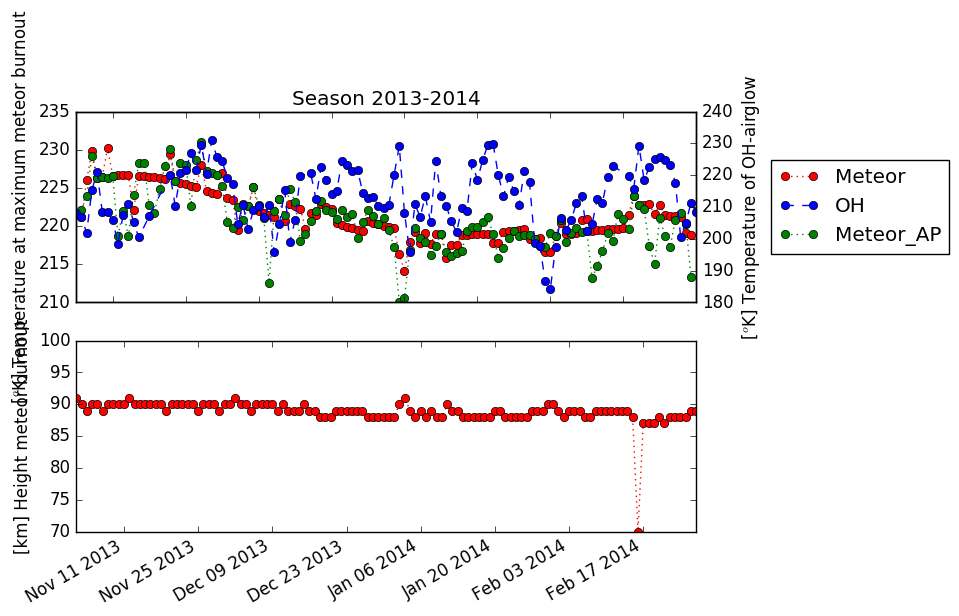 Season 2013-2014
235
230
225
220
215
210
[°K] Temperature at maximum meteor burnout
240
230
220
210
200
190
180
[°K] Temperature of OH-airglow
Meteor
OH
Meteor_AP
100
95
90
85
80
75
70
[km] Height meteor burnout
Nov 11 2013
Nov 25 2013
Dec 09 2013
Dec 23 2013
Jan 06 2014
Jan 20 2014
Feb 03 2014
Feb 17 2014